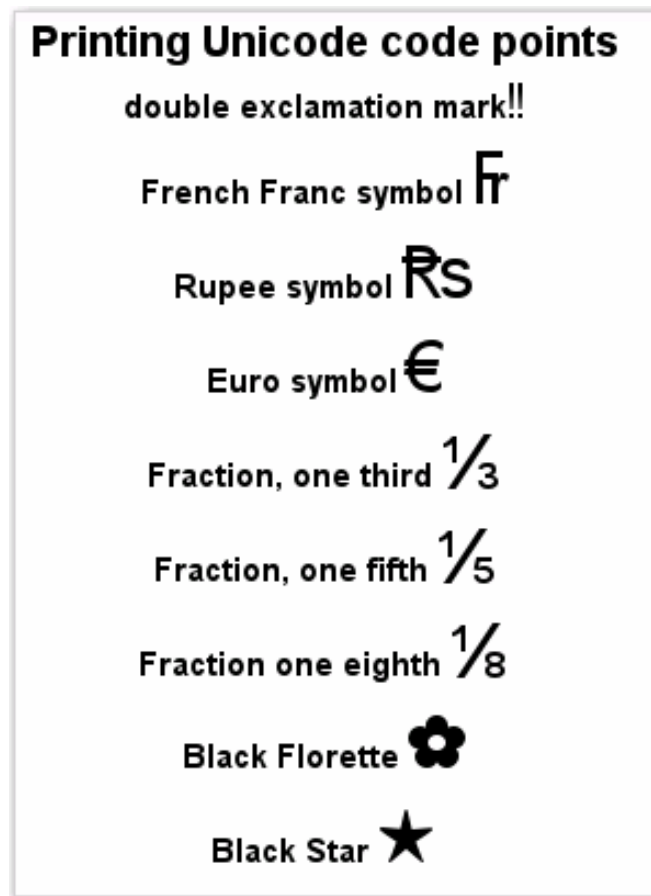 Printing Unicode code points
double exclamation mark‼
French Franc symbol ₣
Rupee symbol ₨
Euro symbol €
Fraction, one third ⅓
Fraction, one fifth ⅕
Fraction one eighth ⅛
Black Florette ✿
Black Star ★